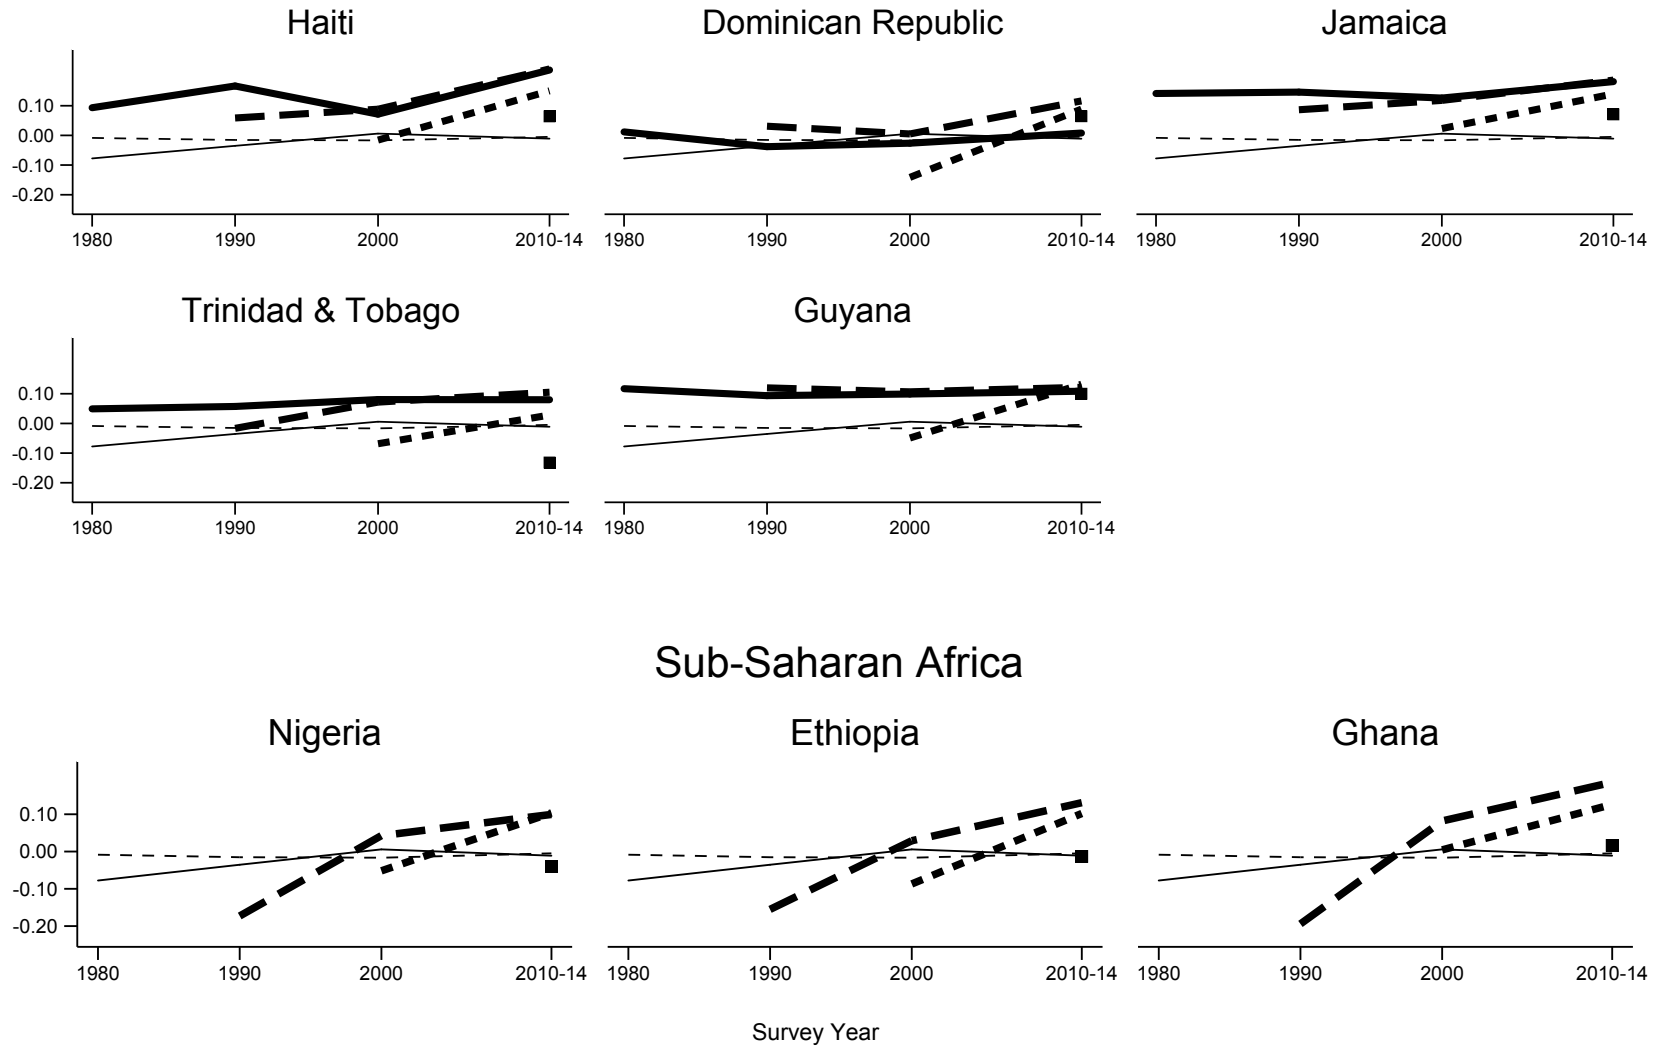 Haiti Dominican Republic Jamaica
0.10
0.00
-0.10
-0.20
1980 1990 2000 2010-14 1980 1990 2000 2010-14 1980 1990 2000 2010-14
Trinidad & Tobago Guyana
0.10
0.00
-0.10
-0.20
1980 1990 2000 2010-14 1980 1990 2000 2010-14
Sub-Saharan Africa
Nigeria Ethiopia Ghana
0.10
0.00
-0.10
-0.20
1980 1990 2000 2010-14 1980 1990 2000 2010-14 1980 1990 2000 2010-14
Survey Year